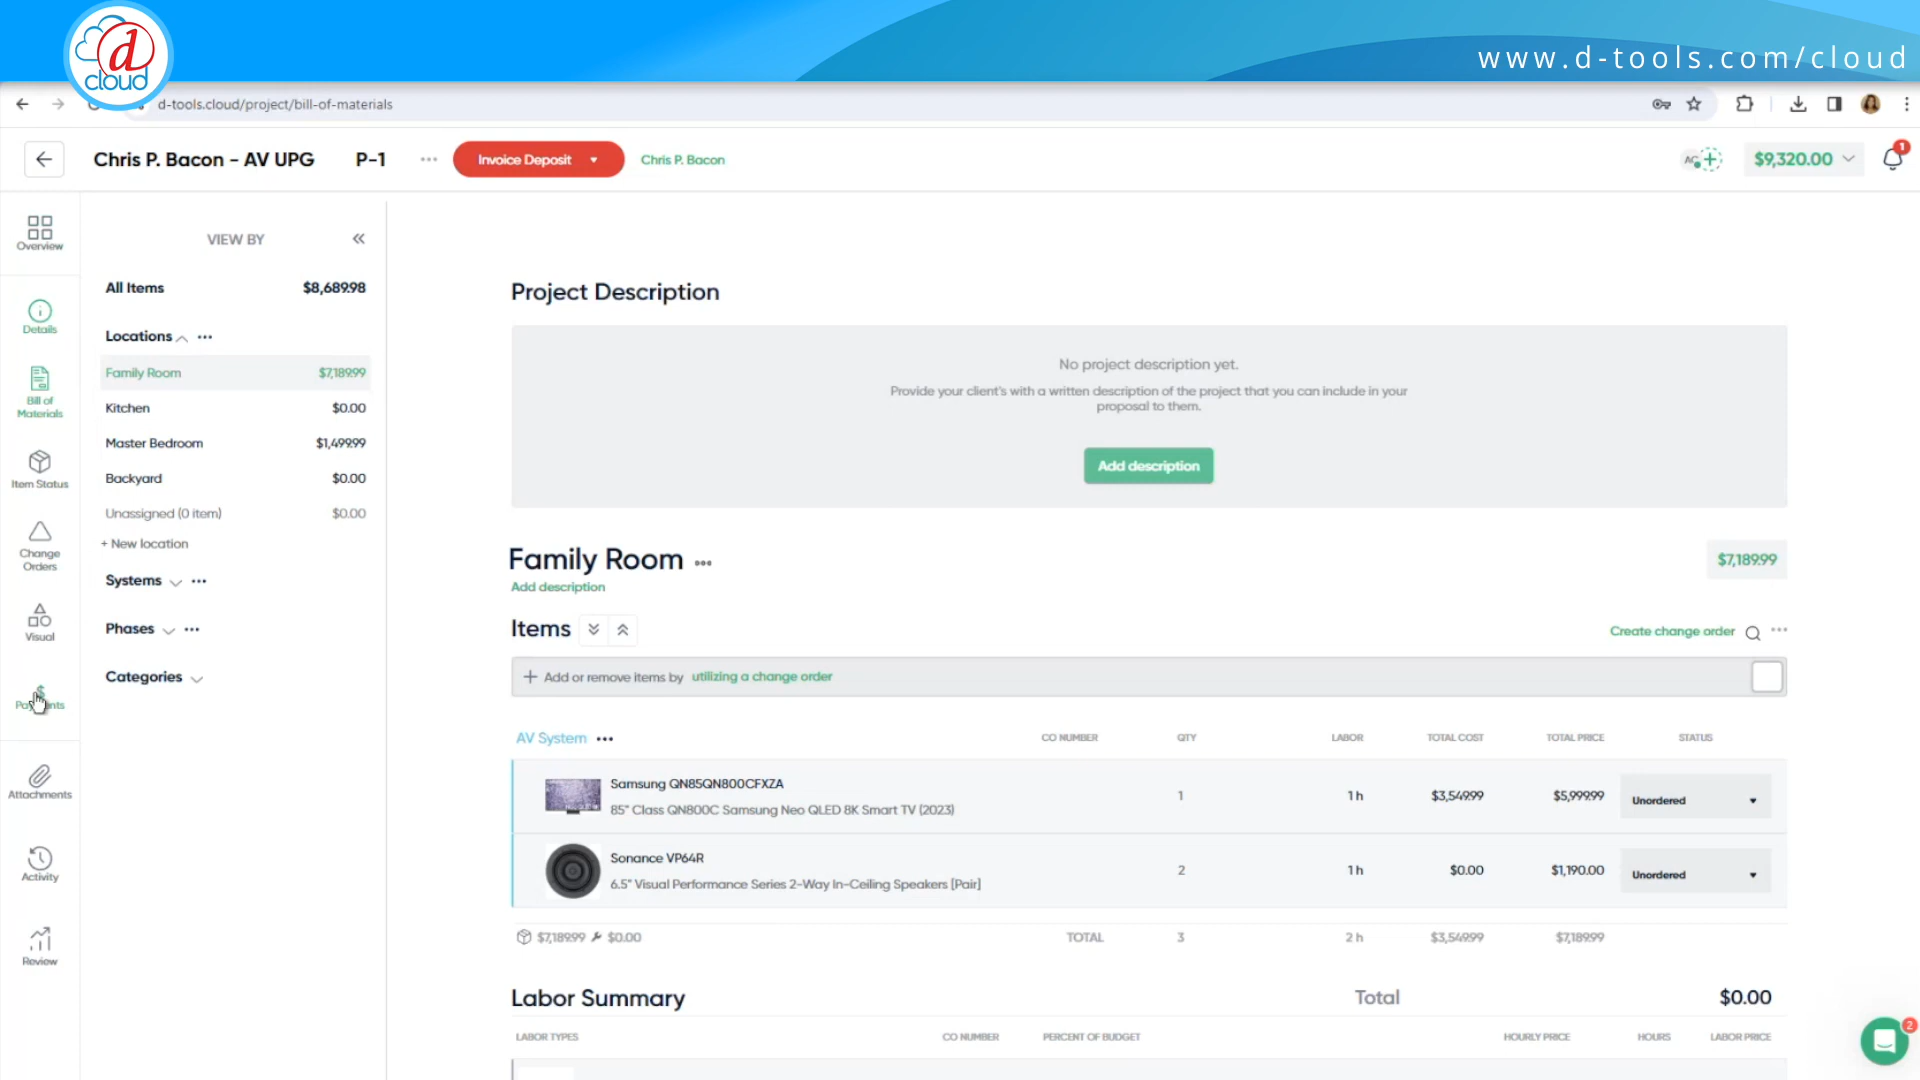 d
cloud
www.d-tools.com/cloud
d-tools.cloud/project/bill-of-materials
Chris P. Bacon - AV UPG P-1 ... Invoice Deposit Chris P. Bacon AC $9,320.00 1
Overview
Details
Bill of
Materials
Item Status
Change
Orders
Visual
Attachments
Activity
Review
VIEW BY
All Items $8,689.98
Locations ...
Family Room $7,189.99
Kitchen $0.00
Master Bedroom $1,499.99
Backyard $0.00
Unassigned (0 item) $0.00
+ New location
Systems ...
Phases ...
Categories
Project Description
No project description yet.
Provide your client's with a written description of the project that you can include in your
proposal to them.
Add description
Family Room ... $7,189.99
Add description
Items
Create change order ...
+ Add or remove items by utilizing a change order
AV System ... CO NUMBER QTY LABOR TOTAL COST TOTAL PRICE STATUS
Samsung QN85QN800CFXZA
85" Class QN800C Samsung Neo QLED 8K Smart TV (2023)
1 1 h $3,549.99 $5,999.99 Unordered
Sonance VP64R
6.5" Visual Performance Series 2-Way In-Ceiling Speakers [Pair]
2 1 h $0.00 $1,190.00 Unordered
$7,189.99 $0.00 TOTAL 3 2 h $3,549.99 $7,189.99
Labor Summary Total $0.00
LABOR TYPES CO NUMBER PERCENT OF BUDGET HOURLY PRICE HOURS LABOR PRICE
2